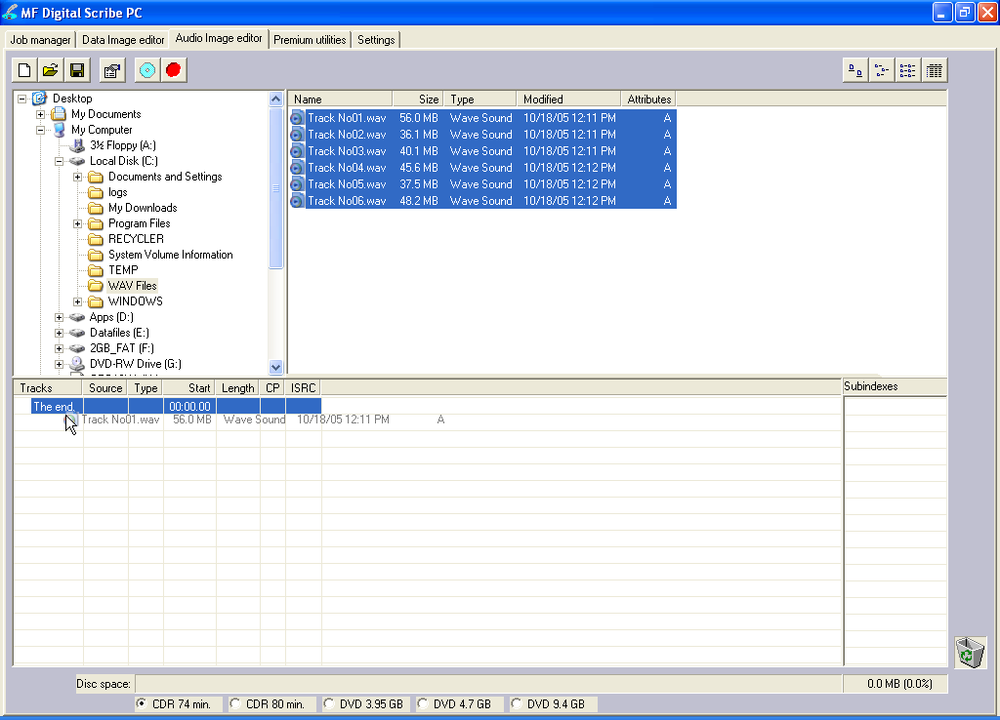 MF Digital Scribe PC
Job manager Data Image editor Audio Image editor Premium utilities Settings
Desktop
My Documents
My Computer
3½ Floppy (A:)
Local Disk (C:)
Documents and Settings
logs
My Downloads
Program Files
RECYCLER
System Volume Information
TEMP
WAV Files
WINDOWS
Apps (D:)
Datafiles (E:)
2GB_FAT (F:)
DVD-RW Drive (G:)
Name Size Type Modified Attributes
Track No01.wav 56.0 MB Wave Sound 10/18/05 12:11 PM A
Track No02.wav 36.1 MB Wave Sound 10/18/05 12:11 PM A
Track No03.wav 40.1 MB Wave Sound 10/18/05 12:11 PM A
Track No04.wav 45.6 MB Wave Sound 10/18/05 12:12 PM A
Track No05.wav 37.5 MB Wave Sound 10/18/05 12:12 PM A
Track No06.wav 48.2 MB Wave Sound 10/18/05 12:12 PM A
Tracks Source Type Start Length CP ISRC Subindexes
The end. 00:00.00
Track No01.wav 56.0 MB Wave Sound 10/18/05 12:11 PM A
Disc space: 0.0 MB (0.0%)
CDR 74 min. CDR 80 min. DVD 3.95 GB DVD 4.7 GB DVD 9.4 GB